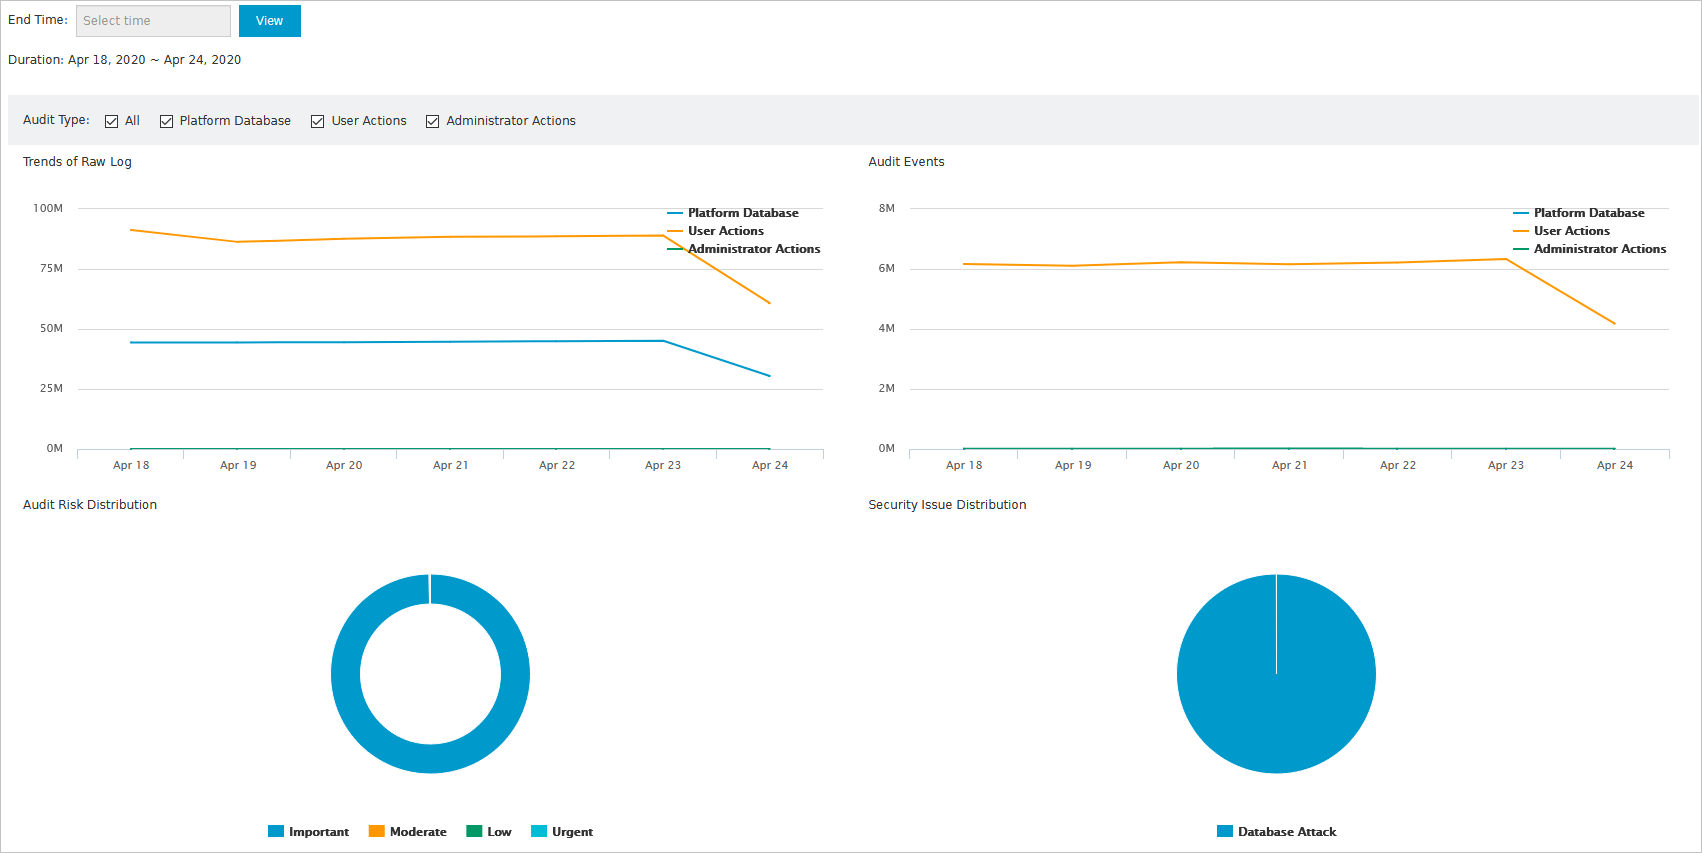 End Time: Select time View
Duration: Apr 18, 2020 ~ Apr 24, 2020
Audit Type: All Platform Database User Actions Administrator Actions
Trends of Raw Log
100M
75M
50M
25M
0M
Platform Database
User Actions
Administrator Actions
Apr 18 Apr 19 Apr 20 Apr 21 Apr 22 Apr 23 Apr 24
Audit Events
8M
6M
4M
2M
0M
Platform Database
User Actions
Administrator Actions
Apr 18 Apr 19 Apr 20 Apr 21 Apr 22 Apr 23 Apr 24
Audit Risk Distribution
Important Moderate Low Urgent
Security Issue Distribution
Database Attack